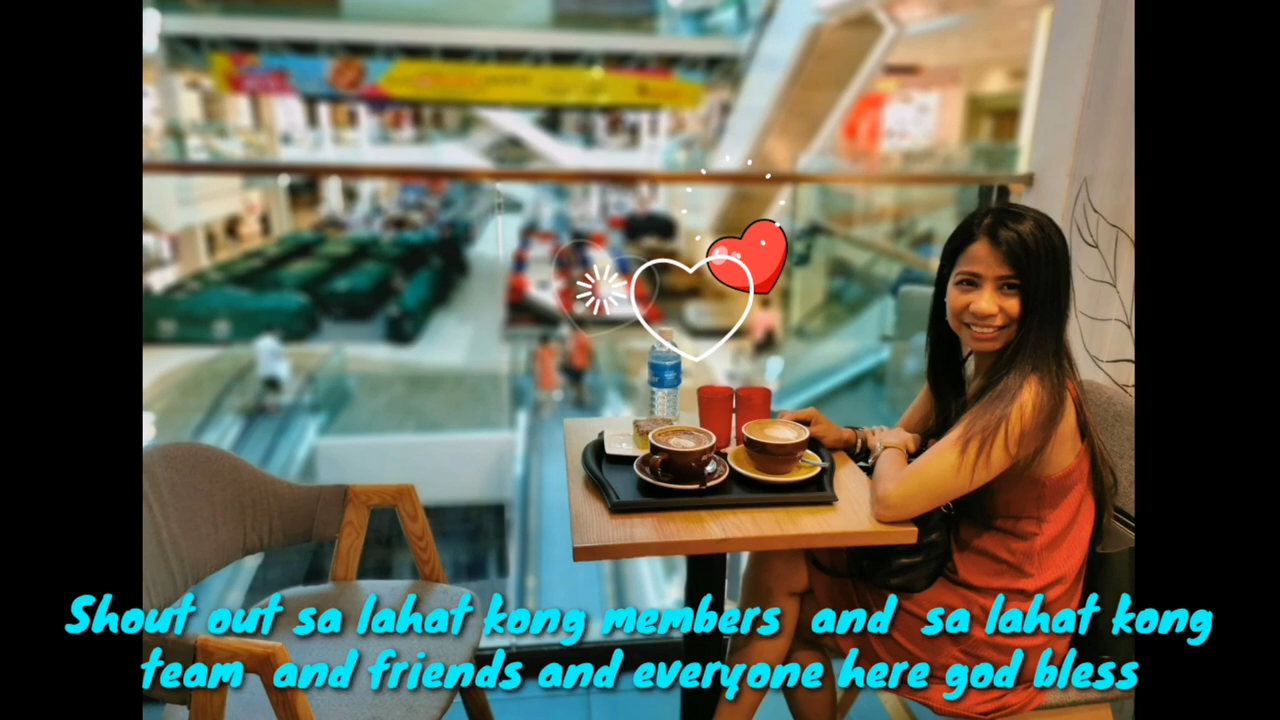 Shout out sa lahat kong members and sa lahat kong
team and friends and everyone here god bless